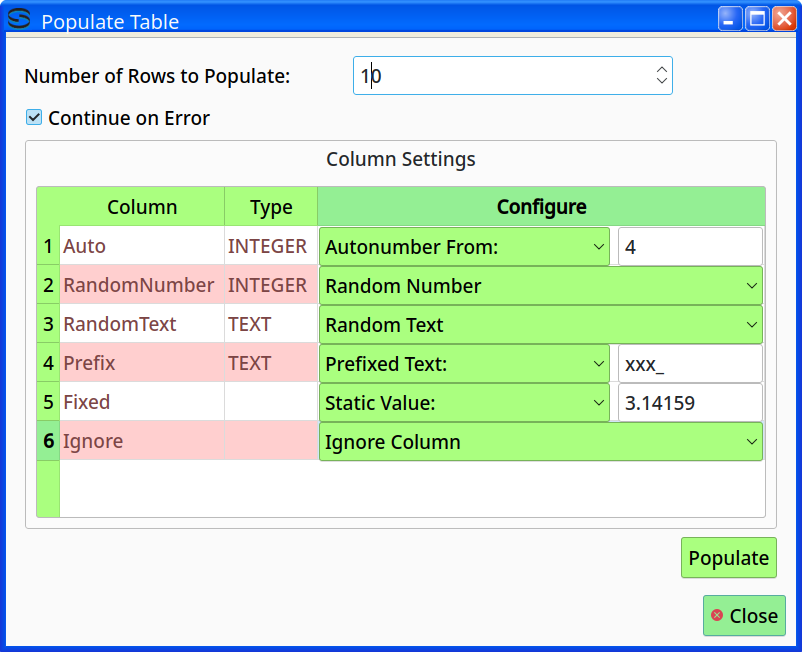 Populate Table
Number of Rows to Populate: 10
Continue on Error
Column Settings
Column Type Configure
1 Auto INTEGER Autonumber From: 4
2 RandomNumber INTEGER Random Number
3 RandomText TEXT Random Text
4 Prefix TEXT Prefixed Text: xxx_
5 Fixed Static Value: 3.14159
6 Ignore Ignore Column
Populate
Close